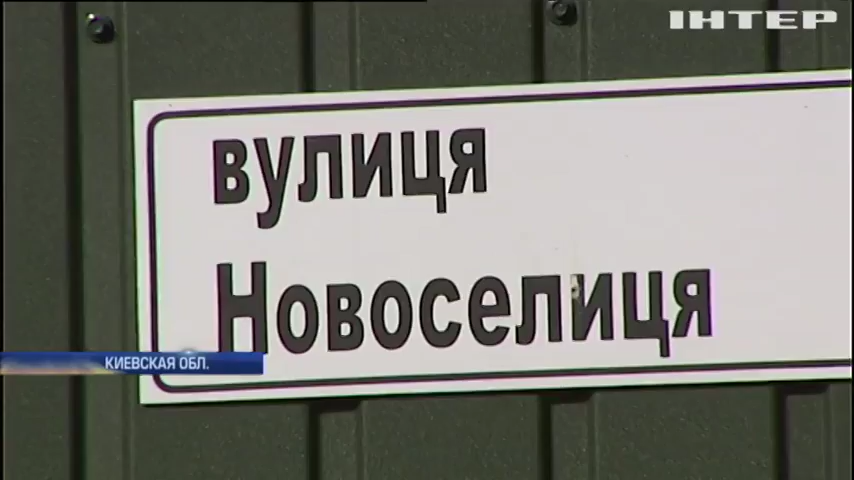 ІНТЕР
вулиця
Новоселиця
КИЕВСКАЯ ОБЛ.